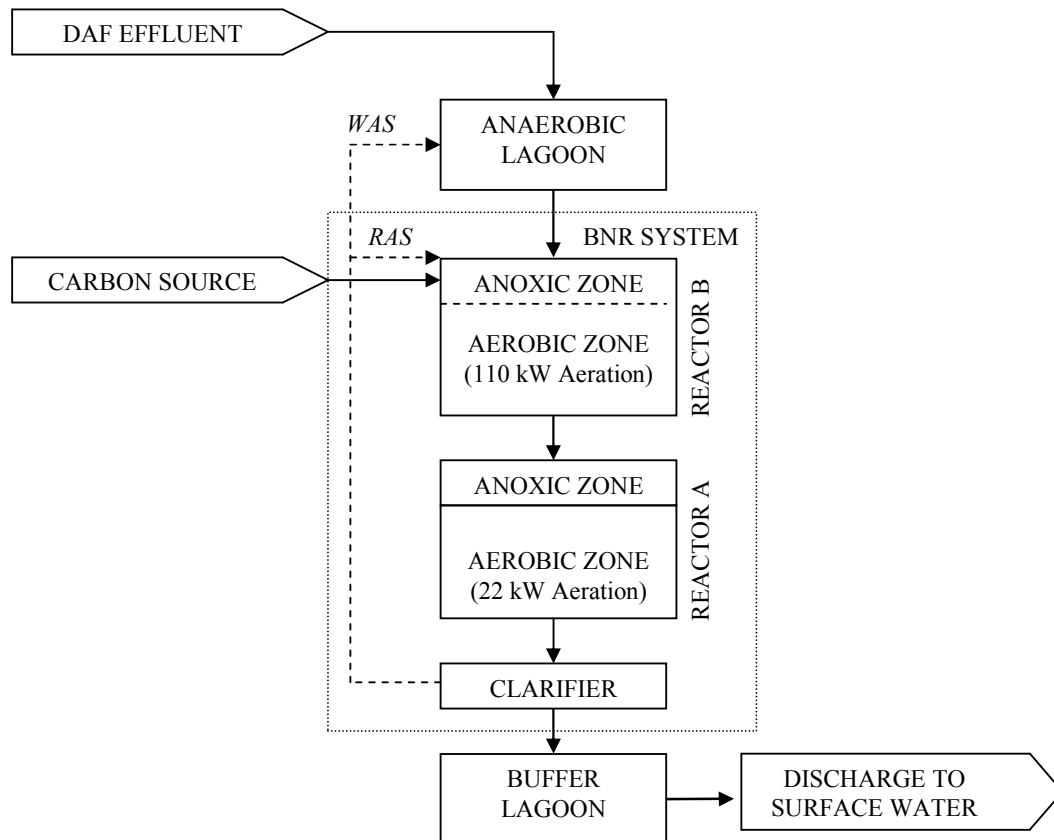 DAF EFFLUENT
WAS
ANAEROBIC
LAGOON
RAS
BNR SYSTEM
CARBON SOURCE
ANOXIC ZONE
AEROBIC ZONE
(110 kW Aeration)
REACTOR B
ANOXIC ZONE
AEROBIC ZONE
(22 kW Aeration)
REACTOR A
CLARIFIER
BUFFER
LAGOON
DISCHARGE TO
SURFACE WATER